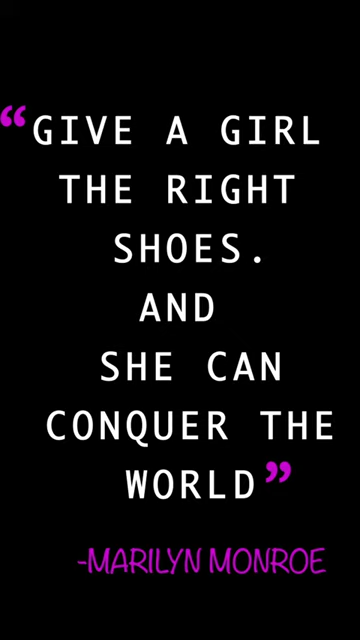 “GIVE A GIRL
THE RIGHT
SHOES.
AND
SHE CAN
CONQUER THE
WORLD”
-MARILYN MONROE